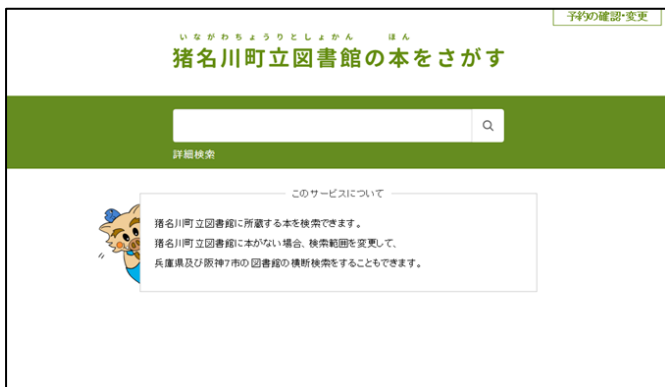 予約の確認・変更
いながわちょうりつとしょかん ほん
猪名川町立図書館の本をさがす
詳細検索
このサービスについて
猪名川町立図書館に所蔵する本を検索できます。
猪名川町立図書館に本がない場合、検索範囲を変更して、
兵庫県及び阪神7市の図書館の横断検索をすることもできます。